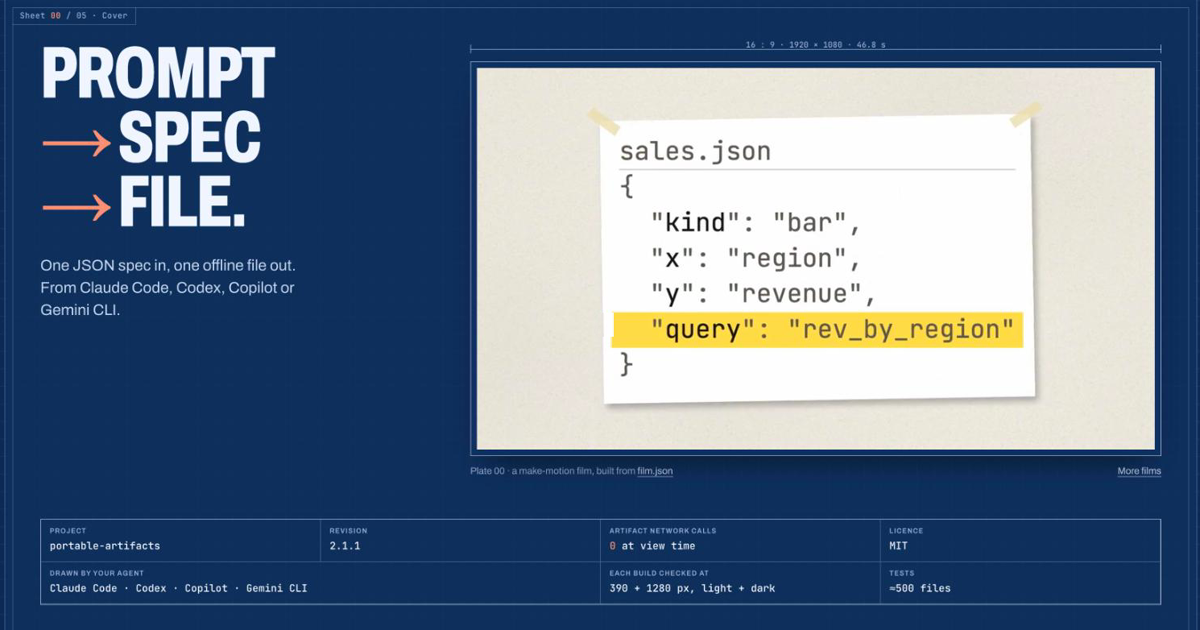 Sheet 00 / 05 · Cover
PROMPT
→ SPEC
→ FILE.
One JSON spec in, one offline file out.
From Claude Code, Codex, Copilot or
Gemini CLI.
16 : 9 · 1920 × 1080 · 46.8 s
sales.json
{
"kind": "bar",
"x": "region",
"y": "revenue",
"query": "rev_by_region"
}
Plate 00 · a make-motion film, built from film.json
More films
PROJECT
portable-artifacts
REVISION
2.1.1
ARTIFACT NETWORK CALLS
0 at view time
LICENCE
MIT
DRAWN BY YOUR AGENT
Claude Code · Codex · Copilot · Gemini CLI
EACH BUILD CHECKED AT
390 + 1280 px, light + dark
TESTS
≈500 files